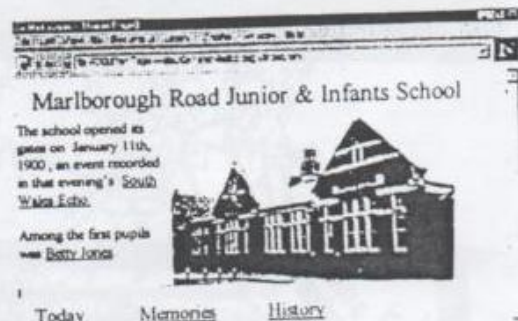 Marlborough Road Junior & Infants School
The school opened its
gates on January 11th,
1900, an event recorded
in that evening's South
Wales Echo.
Among the first pupils
was Betty Jones
Today Memories History